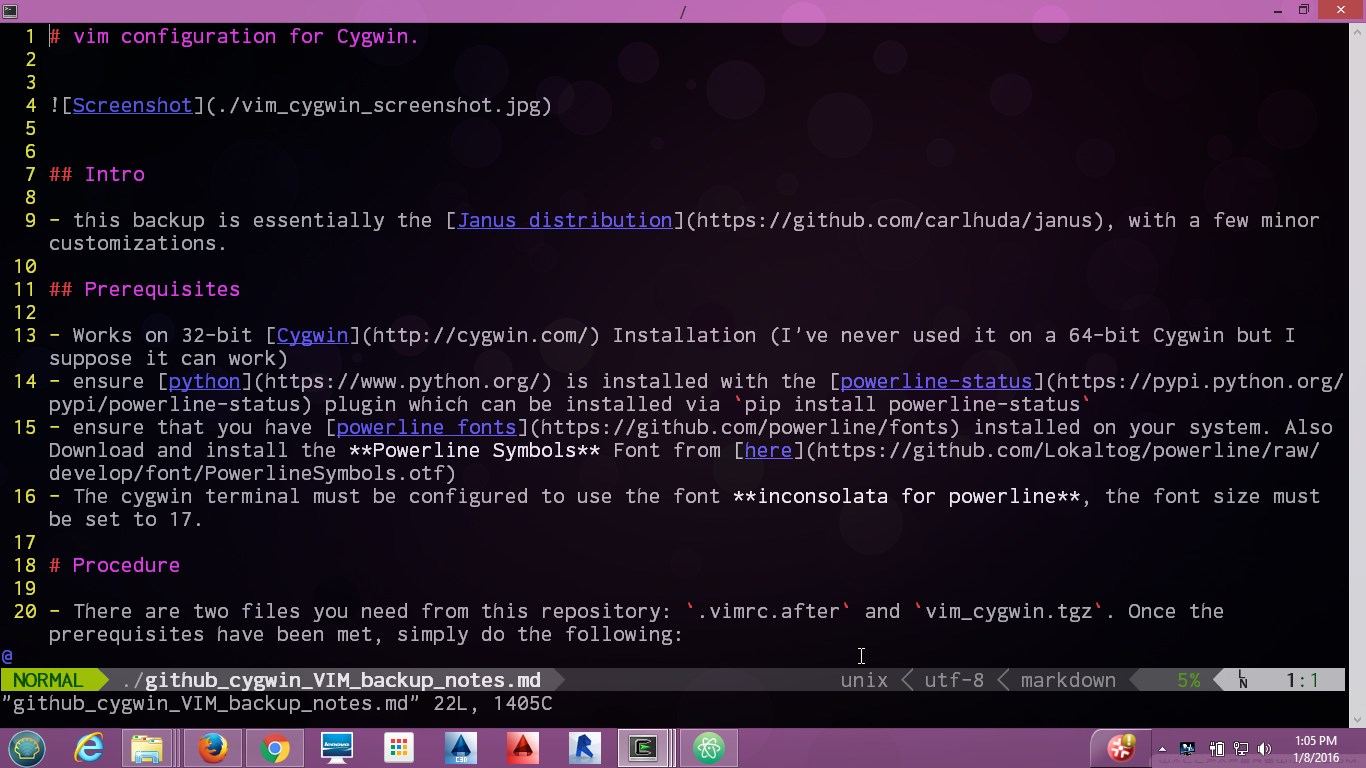 /
1 # vim configuration for Cygwin.
2
3
4 ![Screenshot](./vim_cygwin_screenshot.jpg)
5
6
7 ## Intro
8
9 - this backup is essentially the [Janus distribution](https://github.com/carlhuda/janus), with a few minor
customizations.
10
11 ## Prerequisites
12
13 - Works on 32-bit [Cygwin](http://cygwin.com/) Installation (I've never used it on a 64-bit Cygwin but I
suppose it can work)
14 - ensure [python](https://www.python.org/) is installed with the [powerline-status](https://pypi.python.org/
pypi/powerline-status) plugin which can be installed via `pip install powerline-status`
15 - ensure that you have [powerline fonts](https://github.com/powerline/fonts) installed on your system. Also
Download and install the **Powerline Symbols** Font from [here](https://github.com/Lokaltog/powerline/raw/
develop/font/PowerlineSymbols.otf)
16 - The cygwin terminal must be configured to use the font **inconsolata for powerline**, the font size must
be set to 17.
17
18 # Procedure
19
20 - There are two files you need from this repository: `.vimrc.after` and `vim_cygwin.tgz`. Once the
prerequisites have been met, simply do the following:
@
NORMAL ./github_cygwin_VIM_backup_notes.md unix utf-8 markdown 5% LN 1:1
"github_cygwin_VIM_backup_notes.md" 22L, 1405C
lenovo C3D 1:05 PM
1/8/2016